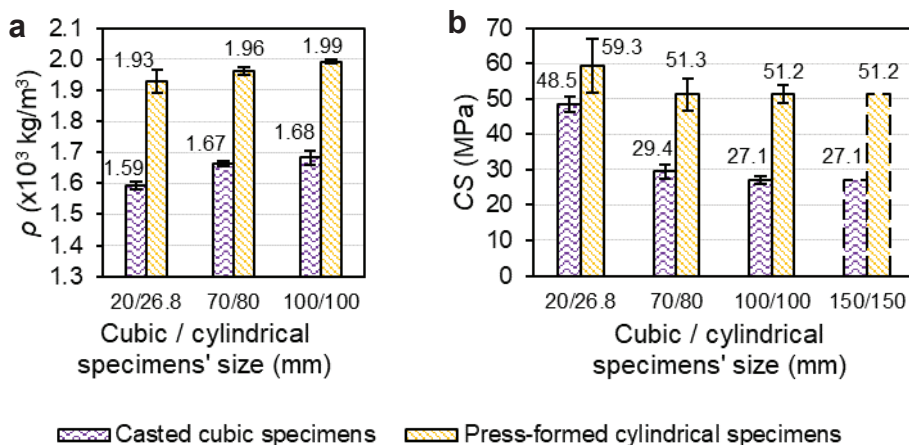 a
2.1
2.0
1.9
1.8
1.7
1.6
1.5
1.4
1.3
ρ (x10³ kg/m³)
1.93
1.96
1.99
1.59
1.67
1.68
20/26.8 70/80 100/100
Cubic / cylindrical
specimens' size (mm)
b
70
60
50
40
30
20
10
0
CS (MPa)
59.3
48.5
51.3
51.2
51.2
29.4
27.1
27.1
20/26.8 70/80 100/100 150/150
Cubic / cylindrical
specimens' size (mm)
Casted cubic specimens
Press-formed cylindrical specimens